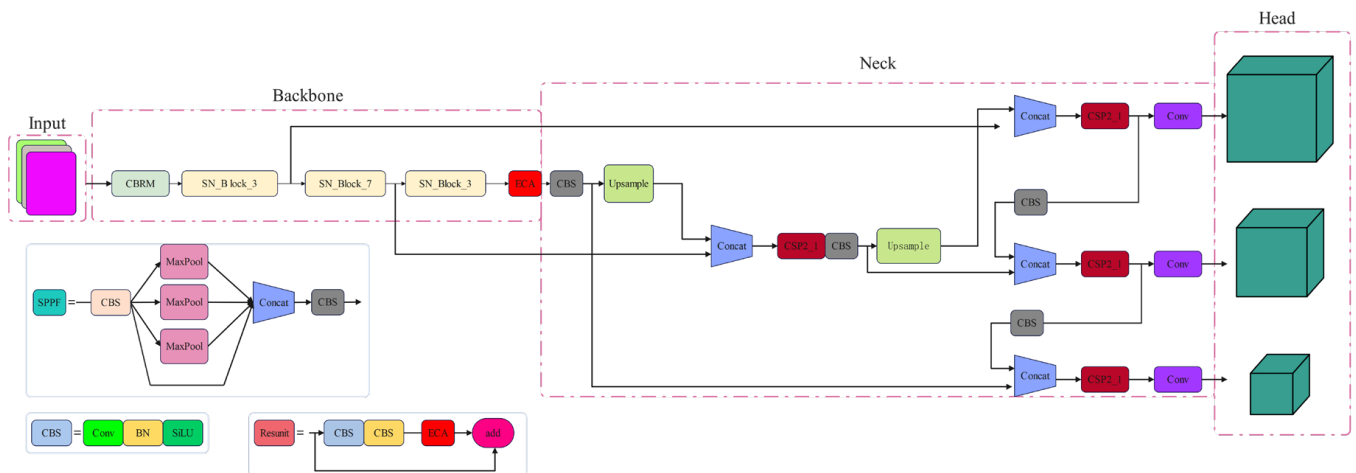 Head
Neck
Backbone
Input
Concat
CSP2_1
Conv
CBRM
SN_B lock_3
SN_Block_7
SN_Block_3
ECA
CBS
Upsample
CBS
Concat
CSP2_1
CBS
Upsample
Concat
CSP2_1
Conv
MaxPool
SPPF
=
CBS
MaxPool
Concat
CBS
MaxPool
CBS
Concat
CSP2_1
Conv
CBS
=
Conv
BN
SiLU
Resunit
=
CBS
CBS
ECA
add